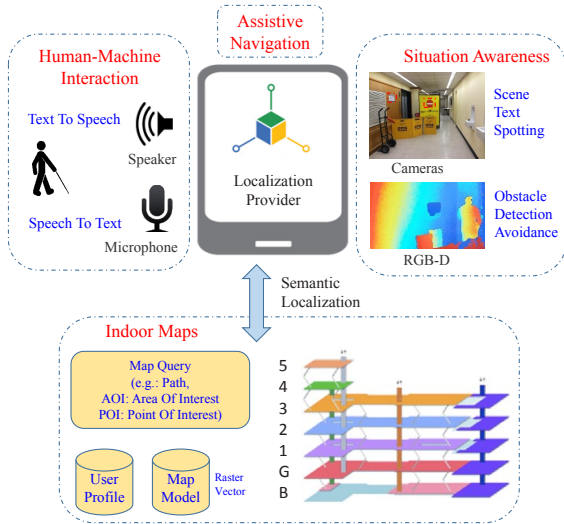 Assistive
Navigation
Human-Machine
Interaction
Text To Speech
Speaker
Speech To Text
Microphone
Localization
Provider
Situation Awareness
Scene
Text
Spotting
Cameras
Obstacle
Detection
Avoidance
RGB-D
Semantic
Localization
Indoor Maps
Map Query
(e.g.: Path,
AOI: Area Of Interest
POI: Point Of Interest)
User
Profile
Map
Model
Raster
Vector
5
4
3
2
1
G
B